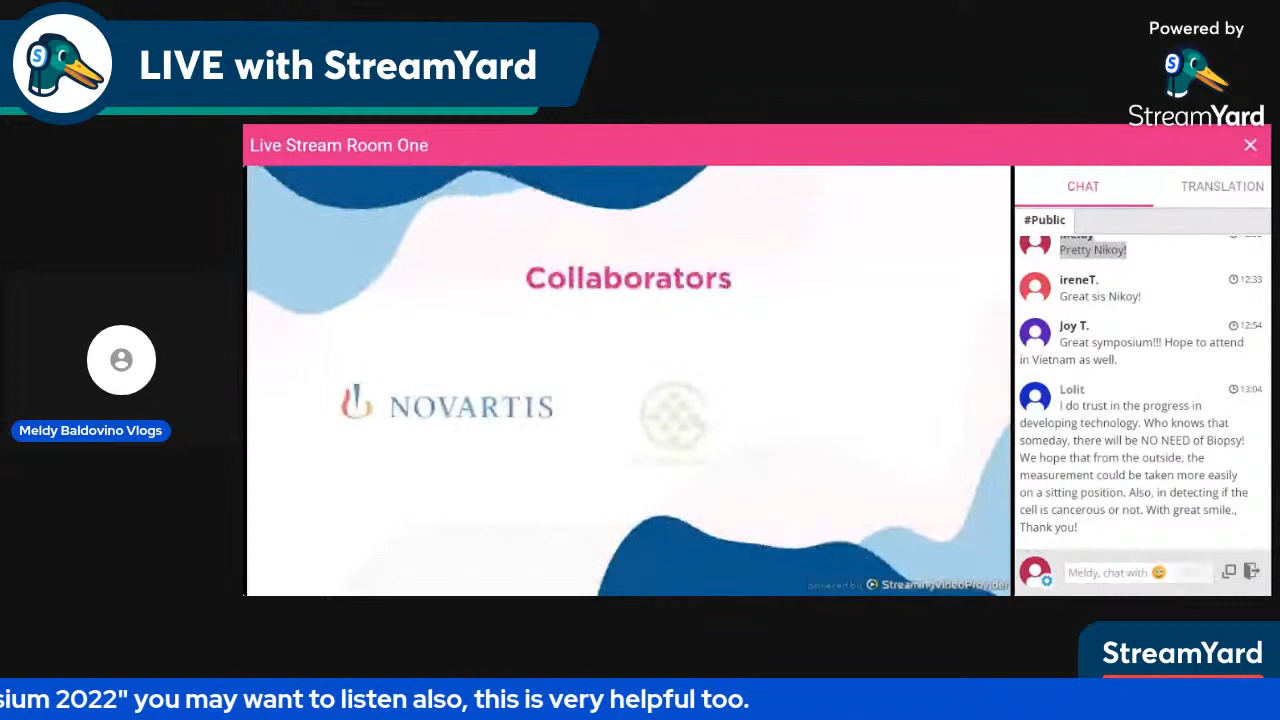 LIVE with StreamYard
Powered by
StreamYard
Live Stream Room One
Collaborators
NOVARTIS
powered by StreamingVideoProvider
Meldy Baldovino Vlogs
CHAT TRANSLATION
#Public
Pretty Nikoy!
ireneT. 12:33
Great sis Nikoy!
Joy T. 12:54
Great symposium!!! Hope to attend
in Vietnam as well.
Lolit 13:04
I do trust in the progress in
developing technology. Who knows that
someday, there will be NO NEED of Biopsy!
We hope that from the outside, the
measurement could be taken more easily
on a sitting position. Also, in detecting if the
cell is cancerous or not. With great smile.,
Thank you!
Meldy, chat with 😊
StreamYard
sium 2022" you may want to listen also, this is very helpful too.